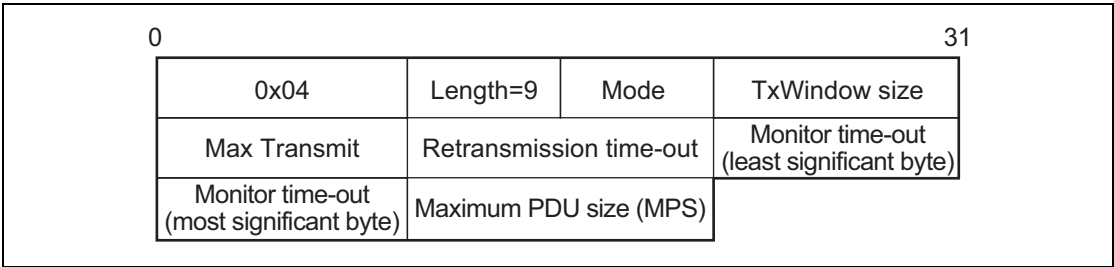 0 31
0x04 Length=9 Mode TxWindow size
Max Transmit Retransmission time-out Monitor time-out
(least significant byte)
Monitor time-out
(most significant byte) Maximum PDU size (MPS)